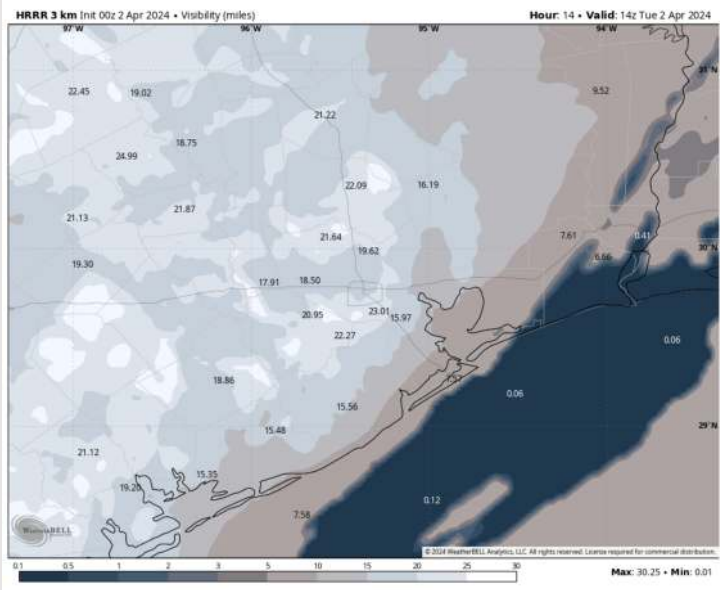 HRRR 3 km Init 00z 2 Apr 2024 • Visibility (miles)
Hour: 14 • Valid: 14z Tue 2 Apr 2024
97°W 96°W 95°W 94°W
31°N
22.45 19.02 9.52
21.22
18.75
24.99
22.09 16.19
21.87
21.13
21.64 7.61 0.41
30°N
19.62
19.30 6.66
17.91 18.50
20.95 23.01 15.97
22.27 0.06
18.86 0.06
15.56
29°N
15.48
21.12
15.35
19.20
0.12
7.58
WeatherBELL
© 2024 WeatherBELL Analytics, LLC. All rights reserved. License required for commercial distribution.
0.1 0.5 1 2 3 5 10 15 20 25 30
Max: 30.25 • Min: 0.01